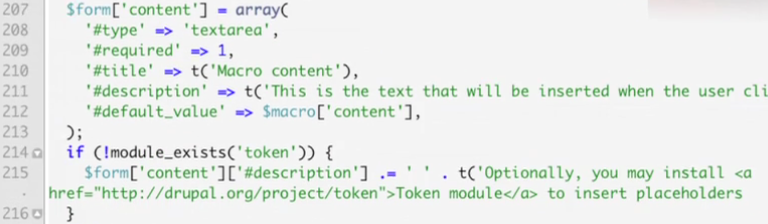 207 $form['content'] = array(
208 '#type' => 'textarea',
209 '#required' => 1,
210 '#title' => t('Macro content'),
211 '#description' => t('This is the text that will be inserted when the user cli
212 '#default_value' => $macro['content'],
213 );
214 if (!module_exists('token')) {
215 $form['content']['#description'] .= ' ' . t('Optionally, you may install <a
· href="http://drupal.org/project/token">Token module</a> to insert placeholders
216 }